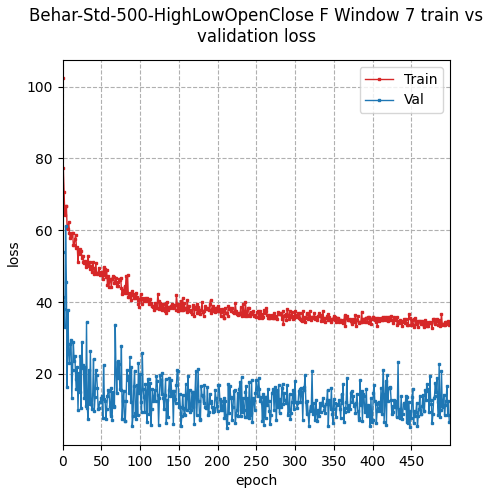 Behar-Std-500-HighLowOpenClose F Window 7 train vs
validation loss
Train
Val
100
80
60
40
20
loss
0 50 100 150 200 250 300 350 400 450
epoch